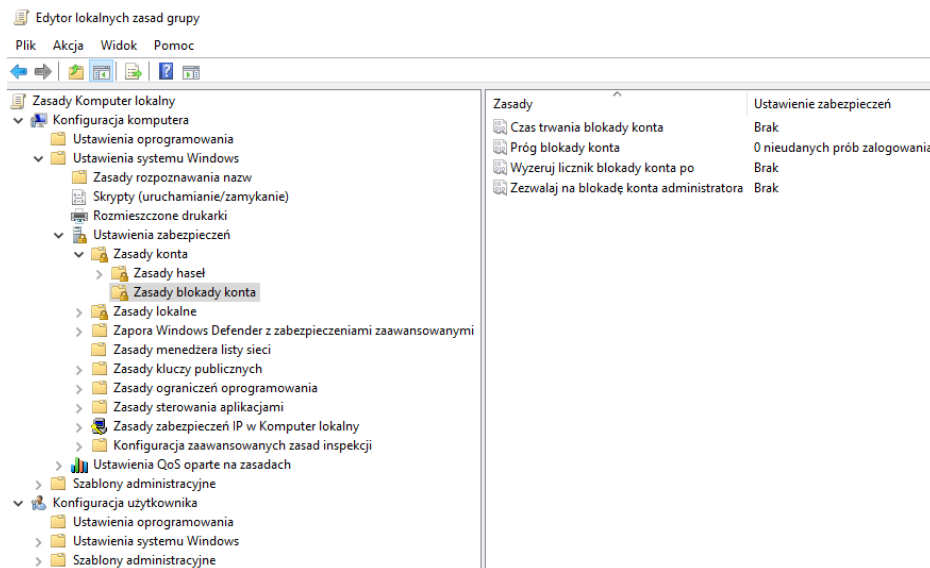 Edytor lokalnych zasad grupy
Plik Akcja Widok Pomoc
Zasady Komputer lokalny
Konfiguracja komputera
Ustawienia oprogramowania
Ustawienia systemu Windows
Zasady rozpoznawania nazw
Skrypty (uruchamianie/zamykanie)
Rozmieszczone drukarki
Ustawienia zabezpieczeń
Zasady konta
Zasady haseł
Zasady blokady konta
Zasady lokalne
Zapora Windows Defender z zabezpieczeniami zaawansowanymi
Zasady menedżera listy sieci
Zasady kluczy publicznych
Zasady ograniczeń oprogramowania
Zasady sterowania aplikacjami
Zasady zabezpieczeń IP w Komputer lokalny
Konfiguracja zaawansowanych zasad inspekcji
Ustawienia QoS oparte na zasadach
Szablony administracyjne
Konfiguracja użytkownika
Ustawienia oprogramowania
Ustawienia systemu Windows
Szablony administracyjne
Zasady Ustawienie zabezpieczeń
Czas trwania blokady konta Brak
Próg blokady konta 0 nieudanych prób zalogowania
Wyzeruj licznik blokady konta po Brak
Zezwalaj na blokadę konta administratora Brak